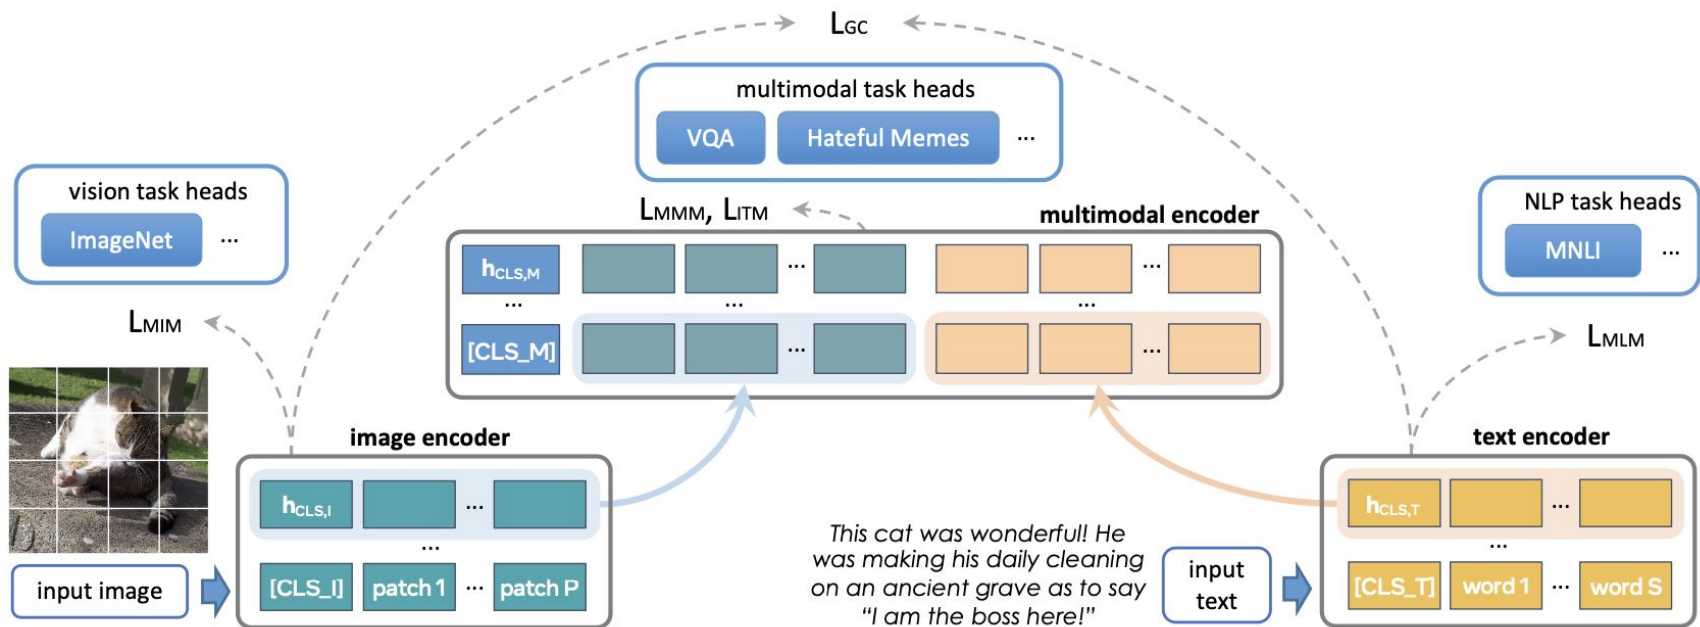 LGC
multimodal task heads
VQA
Hateful Memes
...
vision task heads
ImageNet
...
NLP task heads
MNLI
...
LMMM, LITM
multimodal encoder
hCLS,M
...
...
...
...
...
[CLS_M]
...
...
LMIM
LMLM
image encoder
hCLS,I
...
...
[CLS_I]
patch 1
...
patch P
input image
This cat was wonderful! He
was making his daily cleaning
on an ancient grave as to say
“I am the boss here!”
input
text
text encoder
hCLS,T
...
...
[CLS_T]
word 1
...
word S